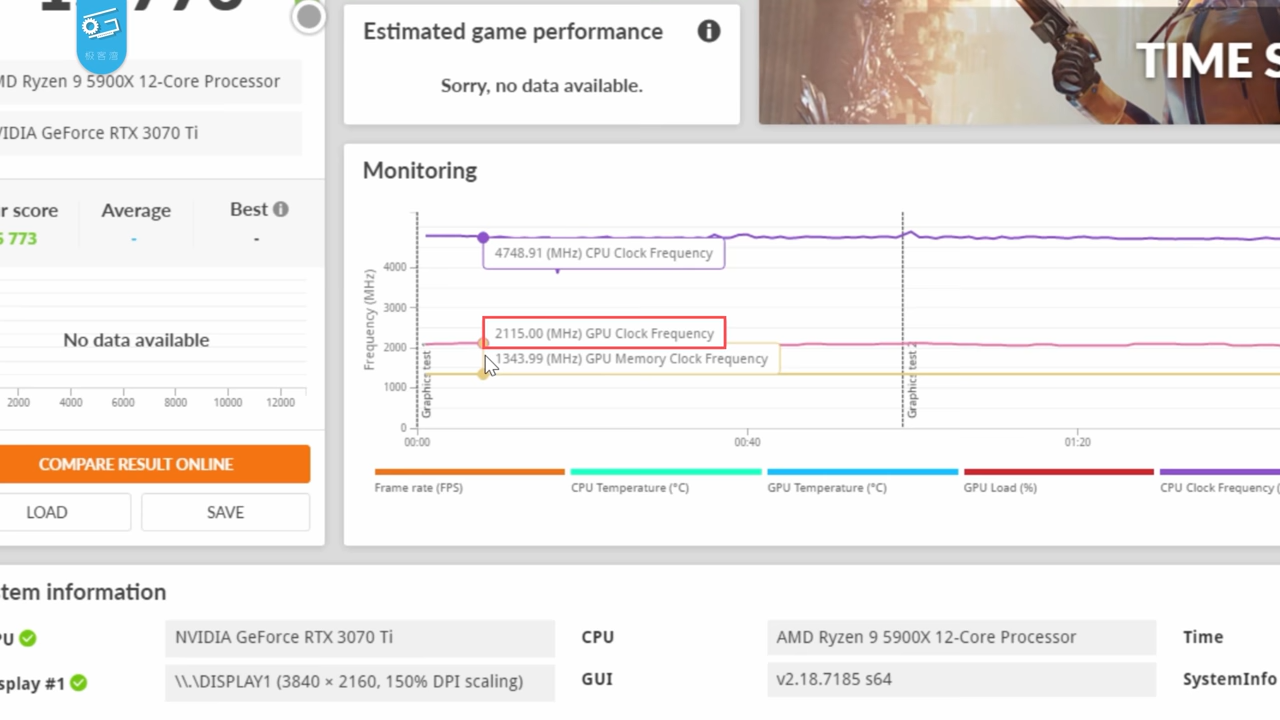 极客湾
Estimated game performance
Sorry, no data available.
TIME S
MD Ryzen 9 5900X 12-Core Processor
VIDIA GeForce RTX 3070 Ti
r score
Average
Best
773
-
-
No data available
2000 4000 6000 8000 10000 12000
COMPARE RESULT ONLINE
LOAD
SAVE
Monitoring
Frequency (MHz)
4000
3000
2000
1000
0
4748.91 (MHz) CPU Clock Frequency
2115.00 (MHz) GPU Clock Frequency
1343.99 (MHz) GPU Memory Clock Frequency
Graphics test 1
Graphics test 2
00:00 00:40 01:20
Frame rate (FPS)
CPU Temperature (°C)
GPU Temperature (°C)
GPU Load (%)
CPU Clock Frequency (
stem information
PU
NVIDIA GeForce RTX 3070 Ti
CPU
AMD Ryzen 9 5900X 12-Core Processor
Time
splay #1
\\.\DISPLAY1 (3840 × 2160, 150% DPI scaling)
GUI
v2.18.7185 s64
SystemInfo